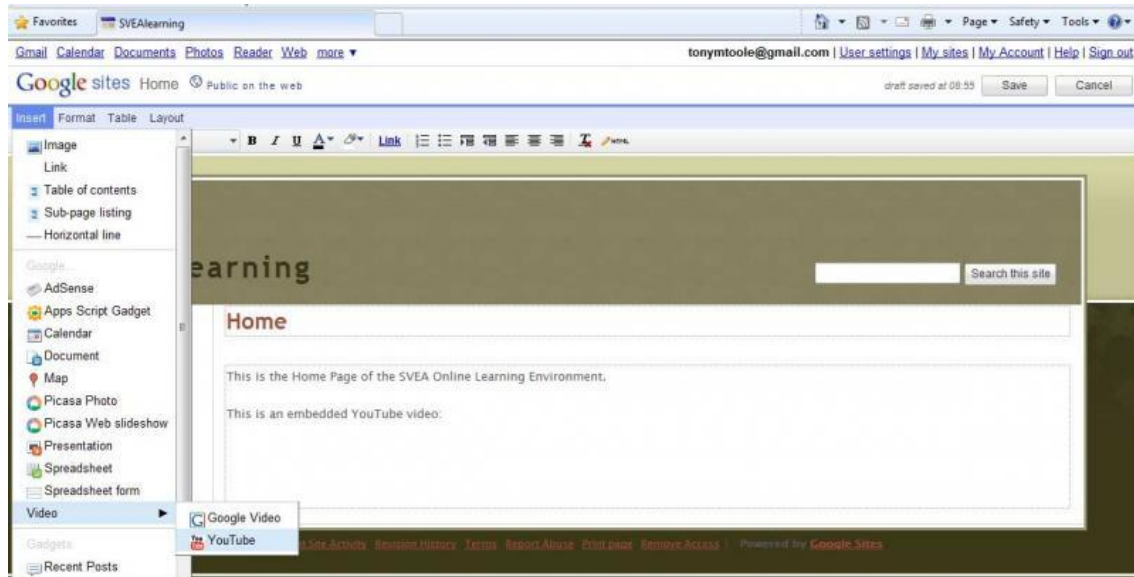 Favorites SVEAlearning Page Safety Tools
Gmail Calendar Documents Photos Reader Web more tonymtoole@gmail.com | User settings | My sites | My Account | Help | Sign out
Google sites Home Public on the web draft saved at 08:55 Save Cancel
Insert Format Table Layout
B I U A Link HTML
Image
Link
Table of contents
Sub-page listing
Horizontal line
Google...
AdSense
Apps Script Gadget
Calendar
Document
Map
Picasa Photo
Picasa Web slideshow
Presentation
Spreadsheet
Spreadsheet form
Video
Google Video
YouTube
Gadgets
Recent Posts
earning
Search this site
Home
This is the Home Page of the SVEA Online Learning Environment.
This is an embedded YouTube video:
Site Activity Revision History Terms Report Abuse Print page Remove Access | Powered by Google Sites